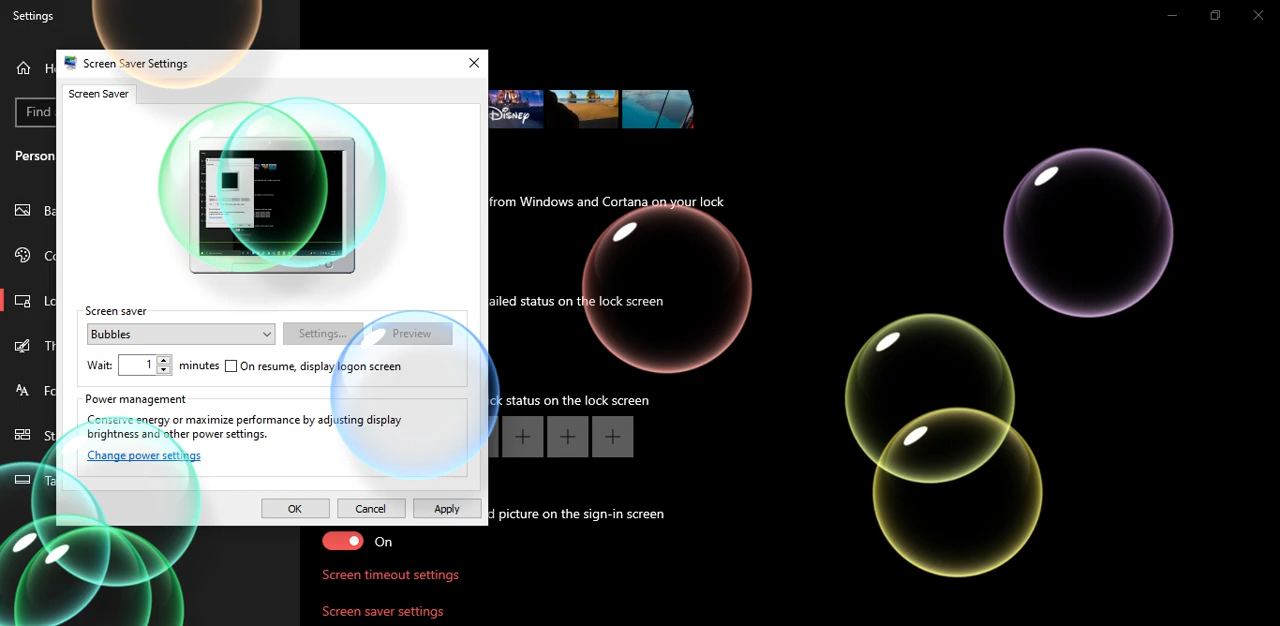 Settings
Screen Saver Settings
Screen Saver
Find
DISNEY
Person
from Windows and Cortana on your lock
ailed status on the lock screen
Screen saver
Bubbles
Settings...
Preview
Wait:
1
minutes
On resume, display logon screen
Power management
Conserve energy or maximize performance by adjusting display
brightness and other power settings.
Change power settings
ck status on the lock screen
OK
Cancel
Apply
d picture on the sign-in screen
On
Screen timeout settings
Screen saver settings